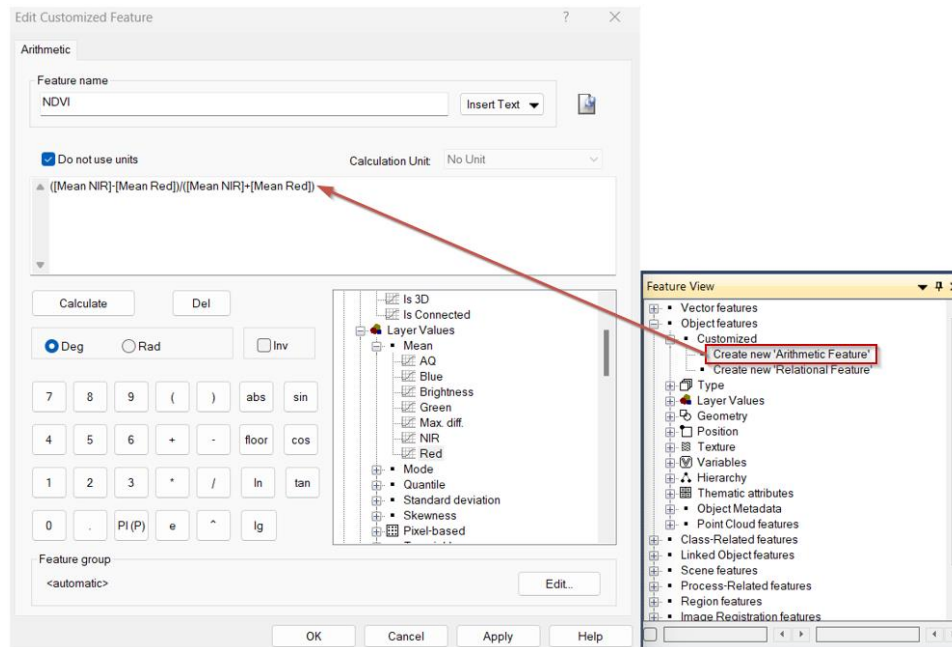 Edit Customized Feature
?
Arithmetic
Feature name
NDVI
Insert Text
Do not use units
Calculation Unit: No Unit
([Mean NIR]-[Mean Red])/([Mean NIR]+[Mean Red])
Calculate
Del
Deg
Rad
Inv
7 8 9 ( ) abs sin
4 5 6 + - floor cos
1 2 3 * / ln tan
0 . PI (P) e ^ lg
Is 3D
Is Connected
Layer Values
Mean
AQ
Blue
Brightness
Green
Max. diff.
NIR
Red
Mode
Quantile
Standard deviation
Skewness
Pixel-based
Feature group
<automatic>
Edit...
OK
Cancel
Apply
Help
Feature View
Vector features
Object features
Customized
Create new 'Arithmetic Feature'
Create new 'Relational Feature'
Type
Layer Values
Geometry
Position
Texture
Variables
Hierarchy
Thematic attributes
Object Metadata
Point Cloud features
Class-Related features
Linked Object features
Scene features
Process-Related features
Region features
Image Registration features